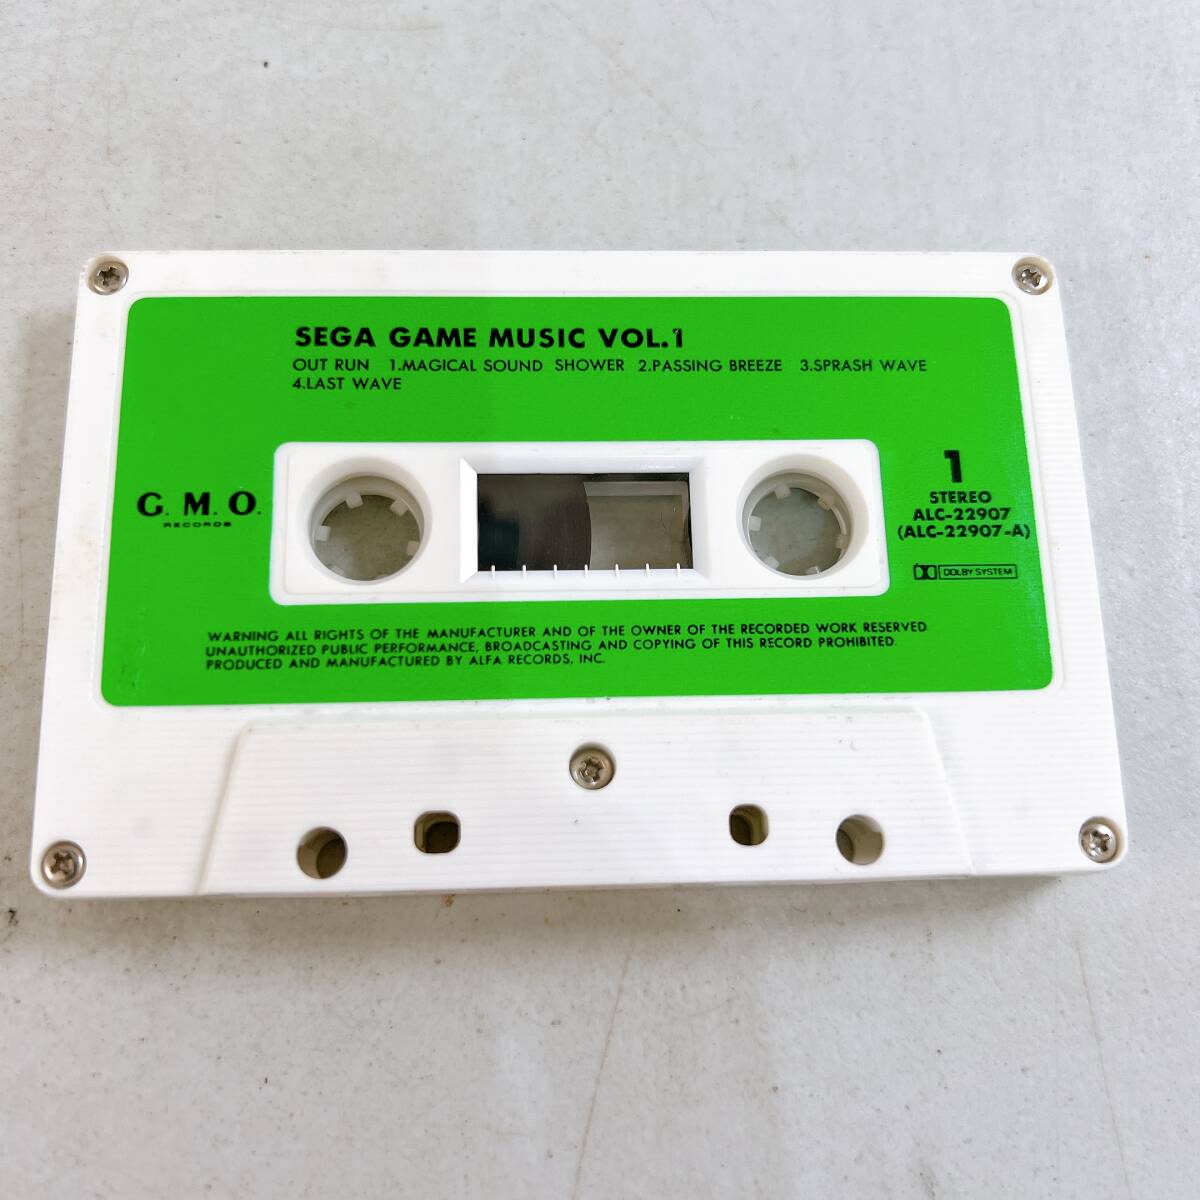 SEGA GAME MUSIC VOL.1
OUT RUN 1.MAGICAL SOUND SHOWER 2.PASSING BREEZE 3.SPRASH WAVE
4.LAST WAVE
G.M.O.
RECORDS
1
STEREO
ALC-22907
(ALC-22907-A)
DOLBY SYSTEM
WARNING ALL RIGHTS OF THE MANUFACTURER AND OF THE OWNER OF THE RECORDED WORK RESERVED.
UNAUTHORIZED PUBLIC PERFORMANCE, BROADCASTING AND COPYING OF THIS RECORD PROHIBITED.
PRODUCED AND MANUFACTURED BY ALFA RECORDS, INC.